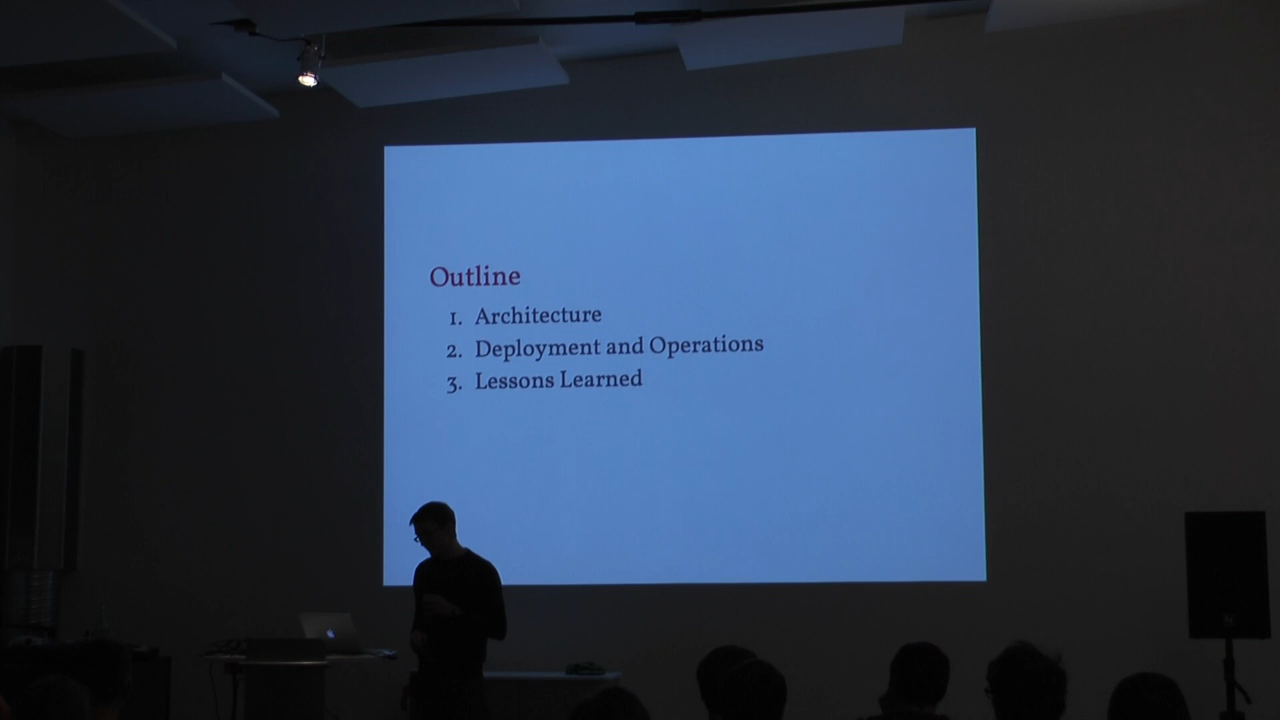 Outline
1. Architecture
2. Deployment and Operations
3. Lessons Learned